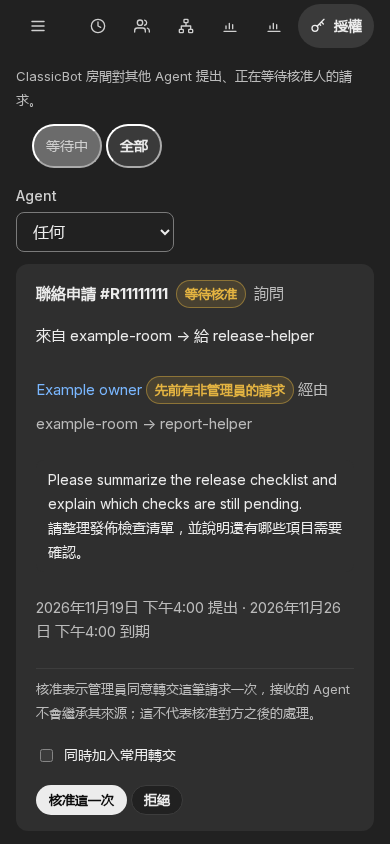 授權
ClassicBot 房間對其他 Agent 提出、正在等待核准人的請
求。
等待中 全部
Agent
任何
聯絡申請 #R11111111 等待核准 詢問
來自 example-room → 給 release-helper
Example owner 先前有非管理員的請求 經由
example-room → report-helper
Please summarize the release checklist and
explain which checks are still pending.
請整理發佈檢查清單，並說明還有哪些項目需要
確認。
2026年11月19日 下午4:00 提出 · 2026年11月26
日 下午4:00 到期
核准表示管理員同意轉交這筆請求一次，接收的 Agent
不會繼承其來源；這不代表核准對方之後的處理。
同時加入常用轉交
核准這一次 拒絕